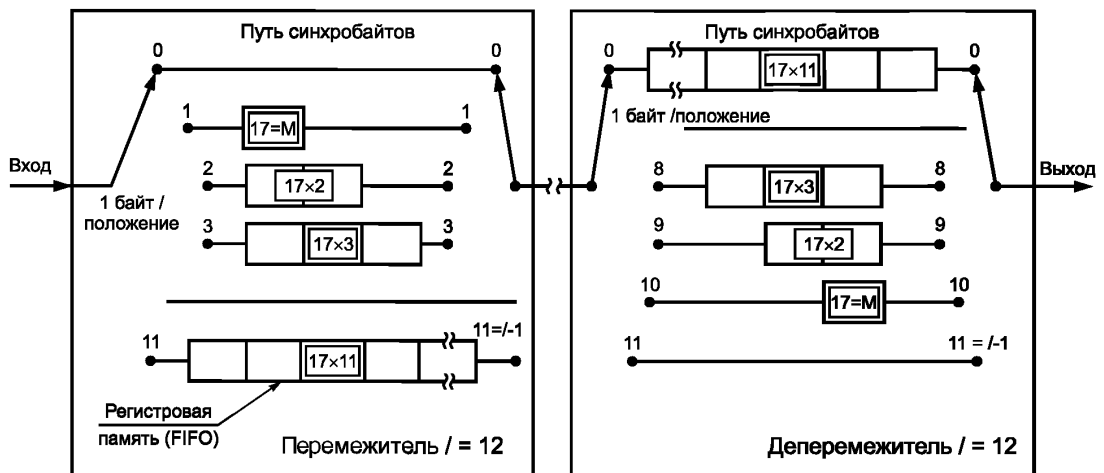 Путь синхробайтов
0 0
1 1
17=M
Вход
2 2
17×2
1 байт /
положение
3 3
17×3
11 11=/-1
17×11
Регистровая
память (FIFO)
Перемежитель / = 12
Путь синхробайтов
0 0
17×11
1 байт /положение
8 8
17×3
Выход
9 9
17×2
10 10
17=M
11 11 = /-1
Деперемежитель / = 12